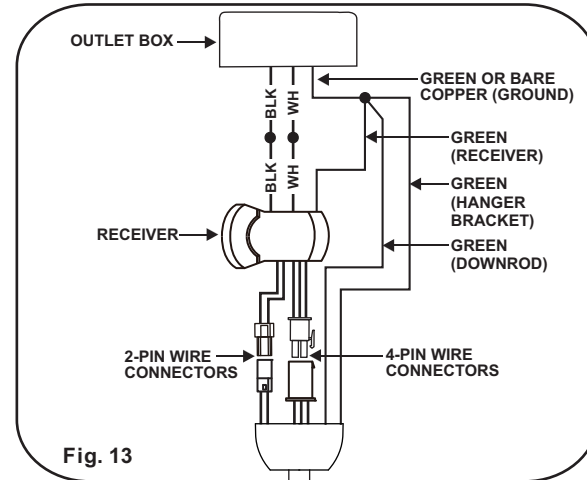 OUTLET BOX
GREEN OR BARE
COPPER (GROUND)
BLK
WH
GREEN
(RECEIVER)
BLK
WH
GREEN
(HANGER
BRACKET)
RECEIVER
GREEN
(DOWNROD)
2-PIN WIRE
CONNECTORS
4-PIN WIRE
CONNECTORS
Fig. 13